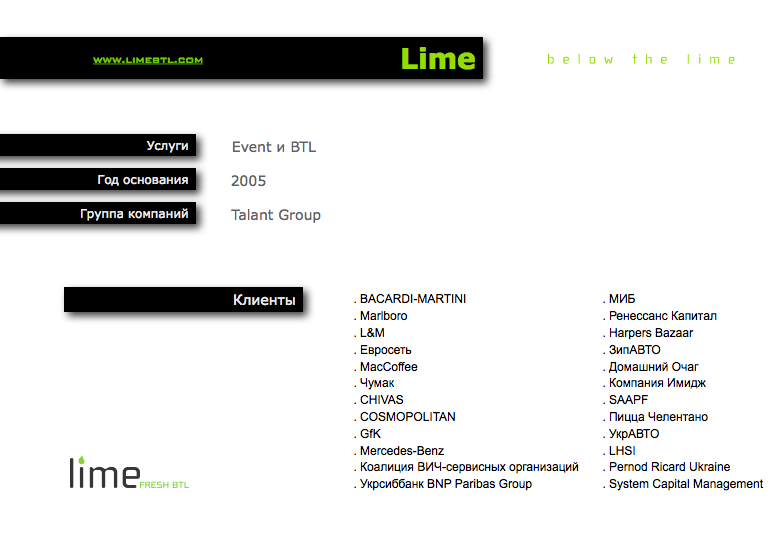 www.limebtl.com
Lime
below the lime
Услуги
Event и BTL
Год основания
2005
Группа компаний
Talant Group
Клиенты
. BACARDI-MARTINI
. Marlboro
. L&M
. Евросеть
. MacCoffee
. Чумак
. CHIVAS
. COSMOPOLITAN
. GfK
. Mercedes-Benz
. Коалиция ВИЧ-сервисных организаций
. Укрсиббанк BNP Paribas Group
. МИБ
. Ренессанс Капитал
. Harpers Bazaar
. ЗипАВТО
. Домашний Очаг
. Компания Имидж
. SAAPF
. Пицца Челентано
. УкрАВТО
. LHSI
. Pernod Ricard Ukraine
. System Capital Management
lime FRESH BTL